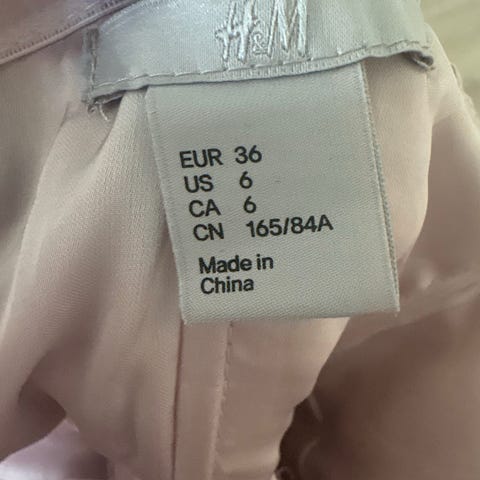 H&M
EUR 36
US 6
CA 6
CN 165/84A
Made in
China